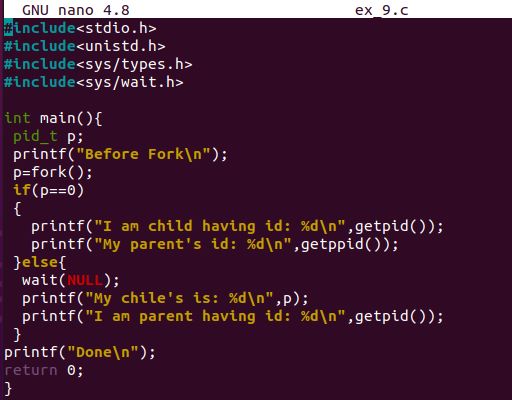 GNU nano 4.8 ex_9.c
#include<stdio.h>
#include<unistd.h>
#include<sys/types.h>
#include<sys/wait.h>
int main(){
pid_t p;
printf("Before Fork\n");
p=fork();
if(p==0)
{
printf("I am child having id: %d\n",getpid());
printf("My parent's id: %d\n",getppid());
}else{
wait(NULL);
printf("My chile's is: %d\n",p);
printf("I am parent having id: %d\n",getpid());
}
printf("Done\n");
return 0;
}